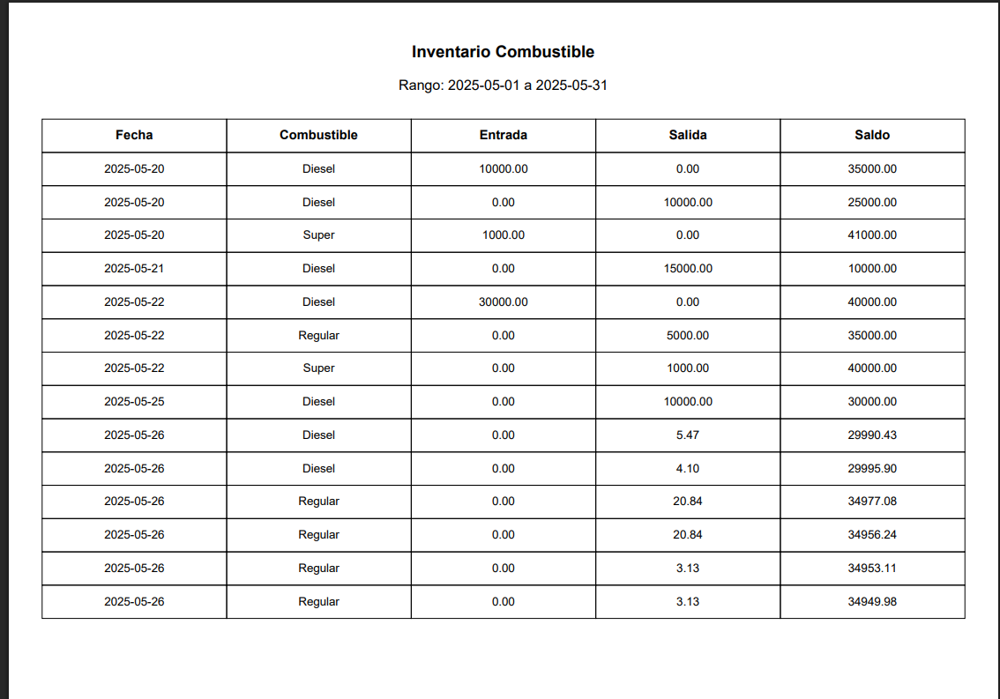 Inventario Combustible
Rango: 2025-05-01 a 2025-05-31
Fecha Combustible Entrada Salida Saldo
2025-05-20 Diesel 10000.00 0.00 35000.00
2025-05-20 Diesel 0.00 10000.00 25000.00
2025-05-20 Super 1000.00 0.00 41000.00
2025-05-21 Diesel 0.00 15000.00 10000.00
2025-05-22 Diesel 30000.00 0.00 40000.00
2025-05-22 Regular 0.00 5000.00 35000.00
2025-05-22 Super 0.00 1000.00 40000.00
2025-05-25 Diesel 0.00 10000.00 30000.00
2025-05-26 Diesel 0.00 5.47 29990.43
2025-05-26 Diesel 0.00 4.10 29995.90
2025-05-26 Regular 0.00 20.84 34977.08
2025-05-26 Regular 0.00 20.84 34956.24
2025-05-26 Regular 0.00 3.13 34953.11
2025-05-26 Regular 0.00 3.13 34949.98